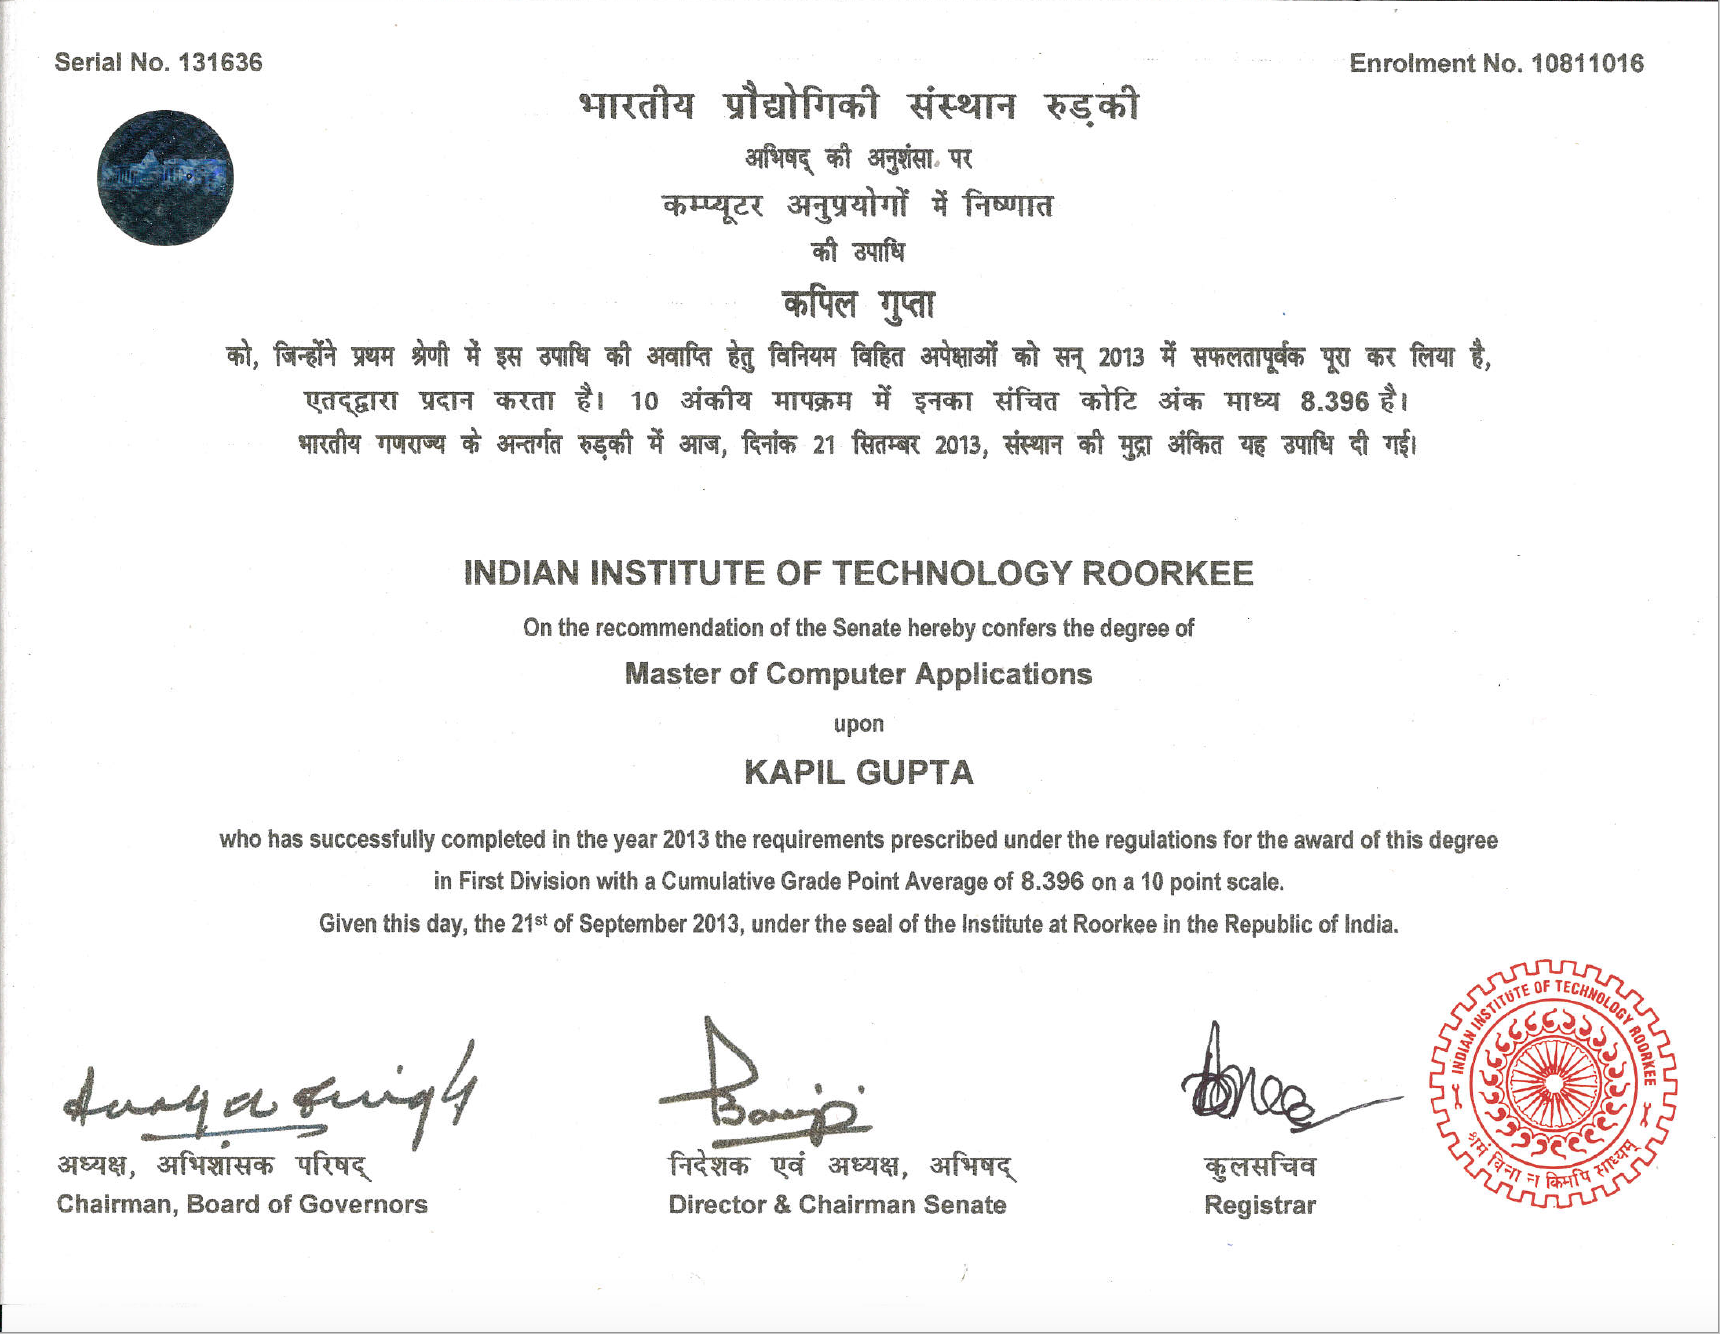 Serial No. 131636
Enrolment No. 10811016
भारतीय प्रौद्योगिकी संस्थान रुड़की
अभिषद् की अनुशंसा पर
कम्प्यूटर अनुप्रयोगों में निष्णात
की उपाधि
कपिल गुप्ता
को, जिन्होंने प्रथम श्रेणी में इस उपाधि की अवाप्ति हेतु विनियम विहित अपेक्षाओं को सन् 2013 में सफलतापूर्वक पूरा कर लिया है,
एतद्द्वारा प्रदान करता है। 10 अंकीय मापक्रम में इनका संचित कोटि अंक माध्य 8.396 है।
भारतीय गणराज्य के अन्तर्गत रुड़की में आज, दिनांक 21 सितम्बर 2013, संस्थान की मुद्रा अंकित यह उपाधि दी गई।
INDIAN INSTITUTE OF TECHNOLOGY ROORKEE
On the recommendation of the Senate hereby confers the degree of
Master of Computer Applications
upon
KAPIL GUPTA
who has successfully completed in the year 2013 the requirements prescribed under the regulations for the award of this degree
in First Division with a Cumulative Grade Point Average of 8.396 on a 10 point scale.
Given this day, the 21st of September 2013, under the seal of the Institute at Roorkee in the Republic of India.
INDIAN INSTITUTE OF TECHNOLOGY ROORKEE
श्रमं विना न किमपि साध्यम्
अध्यक्ष, अभिशासक परिषद्
निदेशक एवं अध्यक्ष, अभिषद्
कुलसचिव
Chairman, Board of Governors
Director & Chairman Senate
Registrar